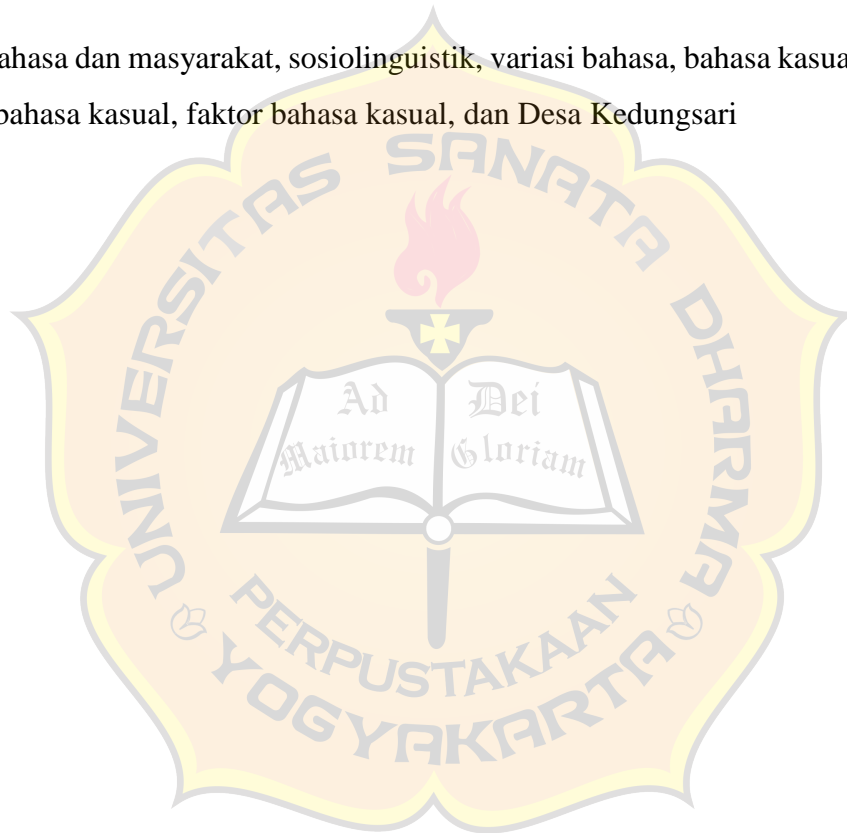 ahasa dan masyarakat, sosiolinguistik, variasi bahasa, bahasa kasua
bahasa kasual, faktor bahasa kasual, dan Desa Kedungsari
UNIVERSITAS SANATA DHARMA
Ad Dei
Maiorem Gloriam
PERPUSTAKAAN
YOGYAKARTA